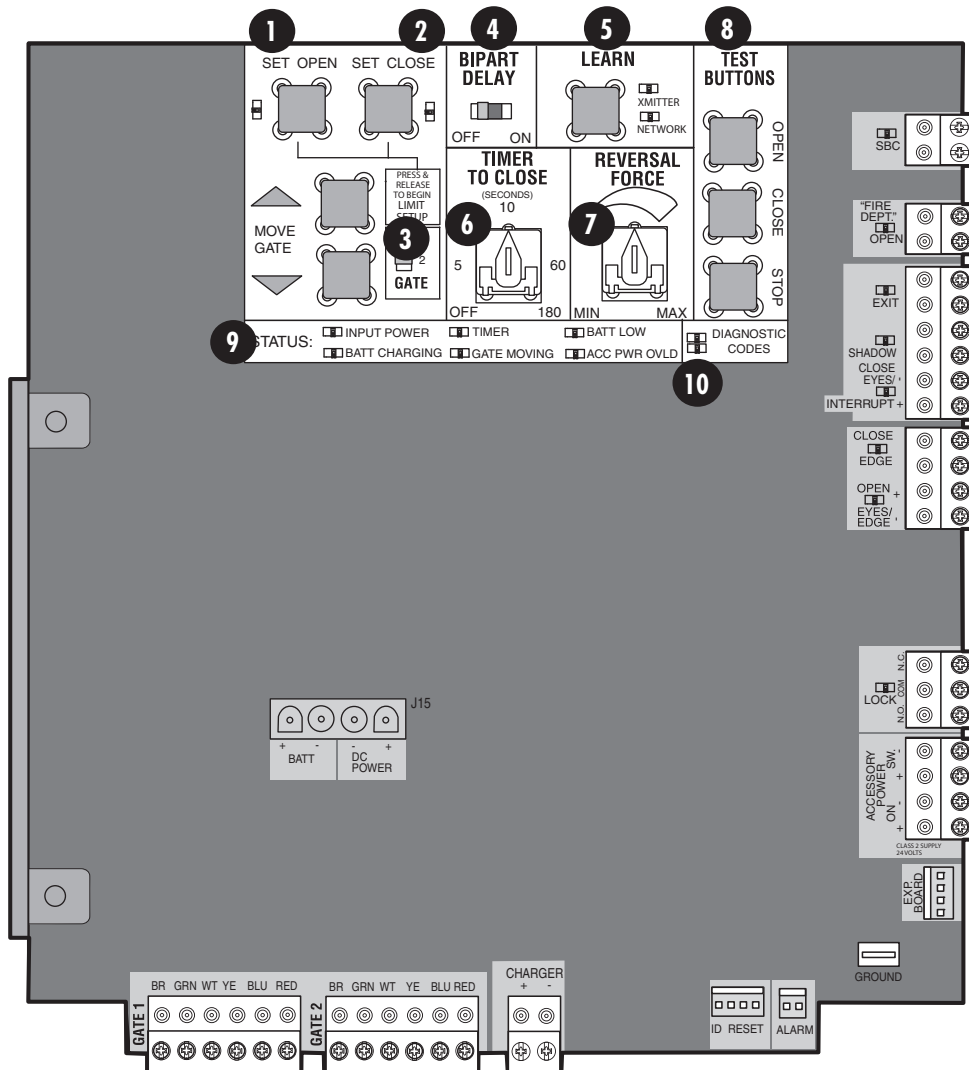 1
2
4
5
8
SET OPEN
SET CLOSE
BIPART
DELAY
OFF ON
LEARN
XMITTER
NETWORK
TEST
BUTTONS
OPEN
CLOSE
STOP
PRESS &
RELEASE
TO BEGIN
LIMIT
SETUP
MOVE
GATE
3
2
GATE
TIMER
TO CLOSE
(SECONDS)
10
6
5
60
OFF
180
REVERSAL
FORCE
7
MIN
MAX
9
STATUS:
INPUT POWER
TIMER
BATT LOW
BATT CHARGING
GATE MOVING
ACC PWR OVLD
DIAGNOSTIC
CODES
10
SBC
"FIRE
DEPT."
OPEN
EXIT
SHADOW
CLOSE
EYES/ -
INTERRUPT +
CLOSE
EDGE
OPEN +
EYES/
EDGE -
LOCK
N.C.
COM
N.O.
ACCESSORY
POWER
SW. - +
ON - +
CLASS 2 SUPPLY
24 VOLTS
EXP.
BOARD
GROUND
J15
+ - - +
BATT
DC
POWER
GATE 1
BR GRN WT YE BLU RED
GATE 2
BR GRN WT YE BLU RED
CHARGER
+ -
ID RESET
ALARM